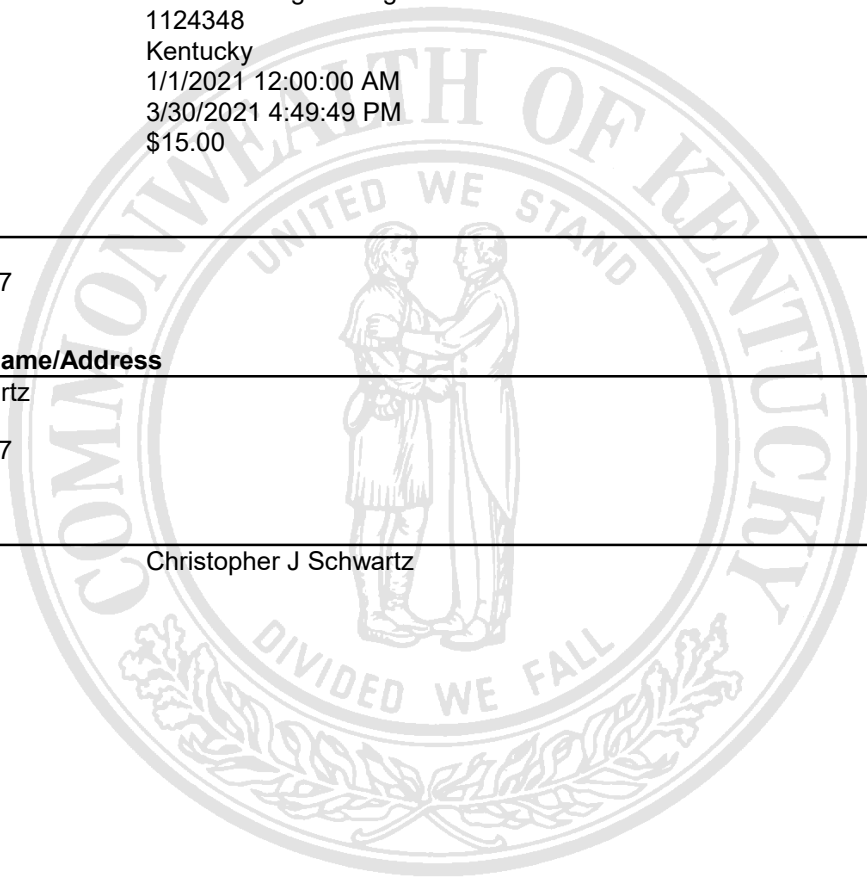 1124348
Kentucky
1/1/2021 12:00:00 AM
3/30/2021 4:49:49 PM
$15.00
COMMONWEALTH OF KENTUCKY
UNITED WE STAND
7
ame/Address
rtz
7
Christopher J Schwartz
DIVIDED WE FALL